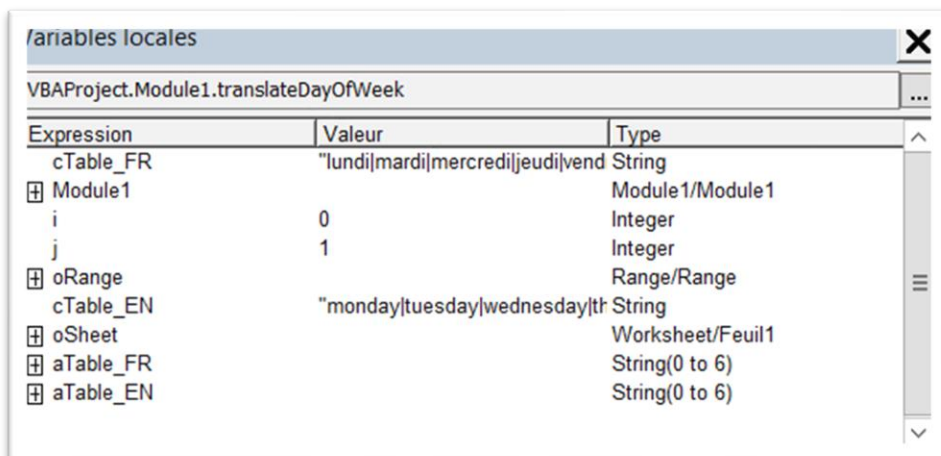 Variables locales
VBAProject.Module1.translateDayOfWeek ...
Expression Valeur Type
cTable_FR "lundi|mardi|mercredi|jeudi|vend String
Module1 Module1/Module1
i 0 Integer
j 1 Integer
oRange Range/Range
cTable_EN "monday|tuesday|wednesday|th String
oSheet Worksheet/Feuil1
aTable_FR String(0 to 6)
aTable_EN String(0 to 6)